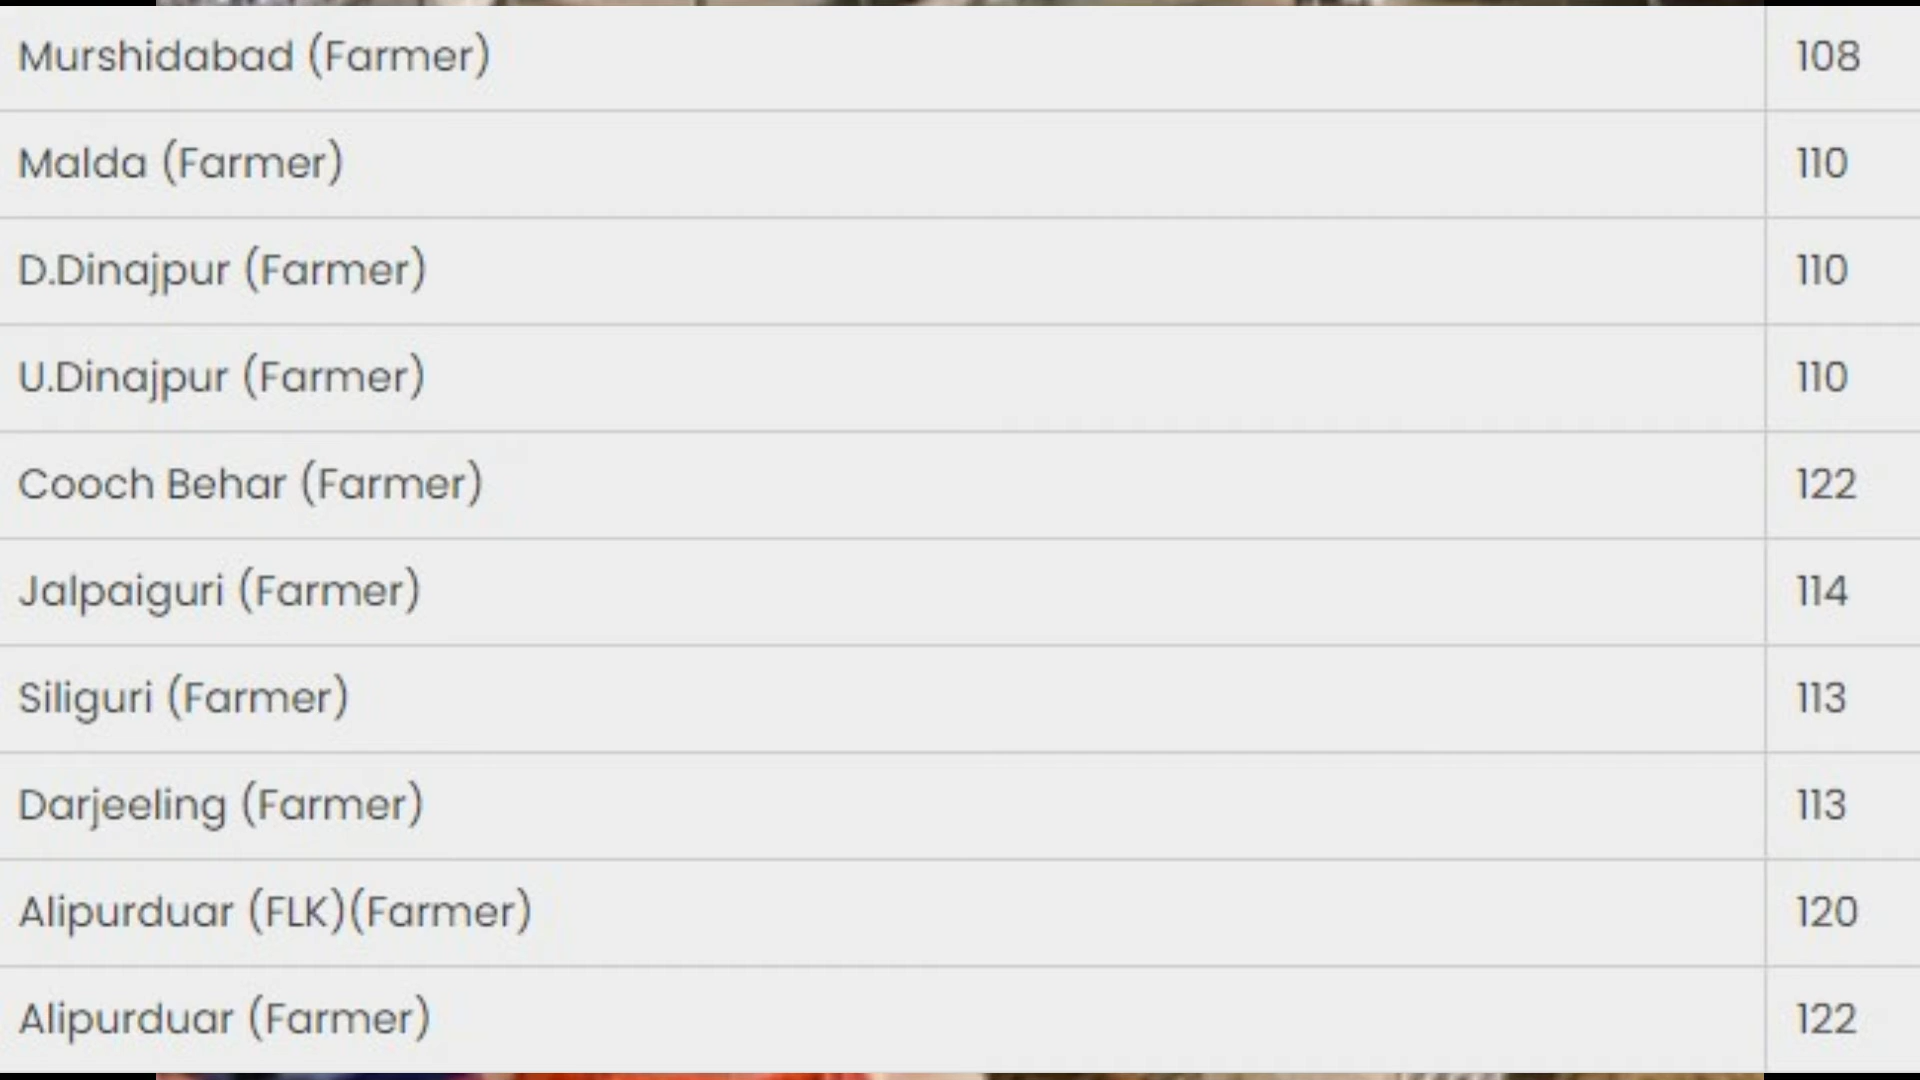 Murshidabad (Farmer) 108
Malda (Farmer) 110
D.Dinajpur (Farmer) 110
U.Dinajpur (Farmer) 110
Cooch Behar (Farmer) 122
Jalpaiguri (Farmer) 114
Siliguri (Farmer) 113
Darjeeling (Farmer) 113
Alipurduar (FLK)(Farmer) 120
Alipurduar (Farmer) 122